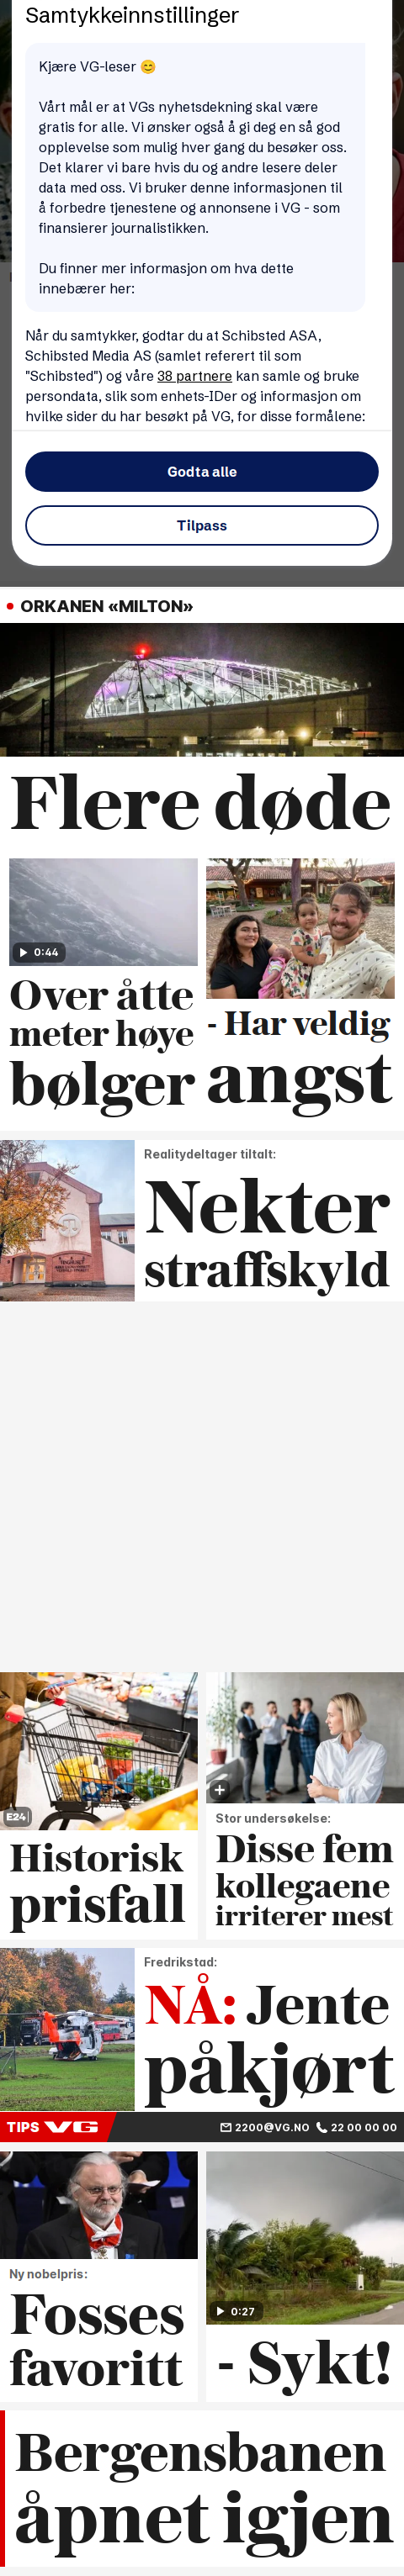 Samtykkeinnstillinger
Kjære VG-leser 😊
Vårt mål er at VGs nyhetsdekning skal være
gratis for alle. Vi ønsker også å gi deg en så god
opplevelse som mulig hver gang du besøker oss.
Det klarer vi bare hvis du og andre lesere deler
data med oss. Vi bruker denne informasjonen til
å forbedre tjenestene og annonsene i VG - som
finansierer journalistikken.
Du finner mer informasjon om hva dette
innebærer her:
Når du samtykker, godtar du at Schibsted ASA,
Schibsted Media AS (samlet referert til som
"Schibsted") og våre 38 partnere kan samle og bruke
persondata, slik som enhets-IDer og informasjon om
hvilke sider du har besøkt på VG, for disse formålene:
Godta alle
Tilpass
ORKANEN «MILTON»
Flere døde
0:44
Over åtte
meter høye
bølger
- Har veldig
angst
Realitydeltager tiltalt:
Nekter
straffskyld
E24
Historisk
prisfall
Stor undersøkelse:
Disse fem
kollegaene
irriterer mest
Fredrikstad:
NÅ: Jente
påkjørt
TIPS VG 2200@VG.NO 22 00 00 00
Ny nobelpris:
Fosses
favoritt
0:27
- Sykt!
Bergensbanen
åpnet igjen